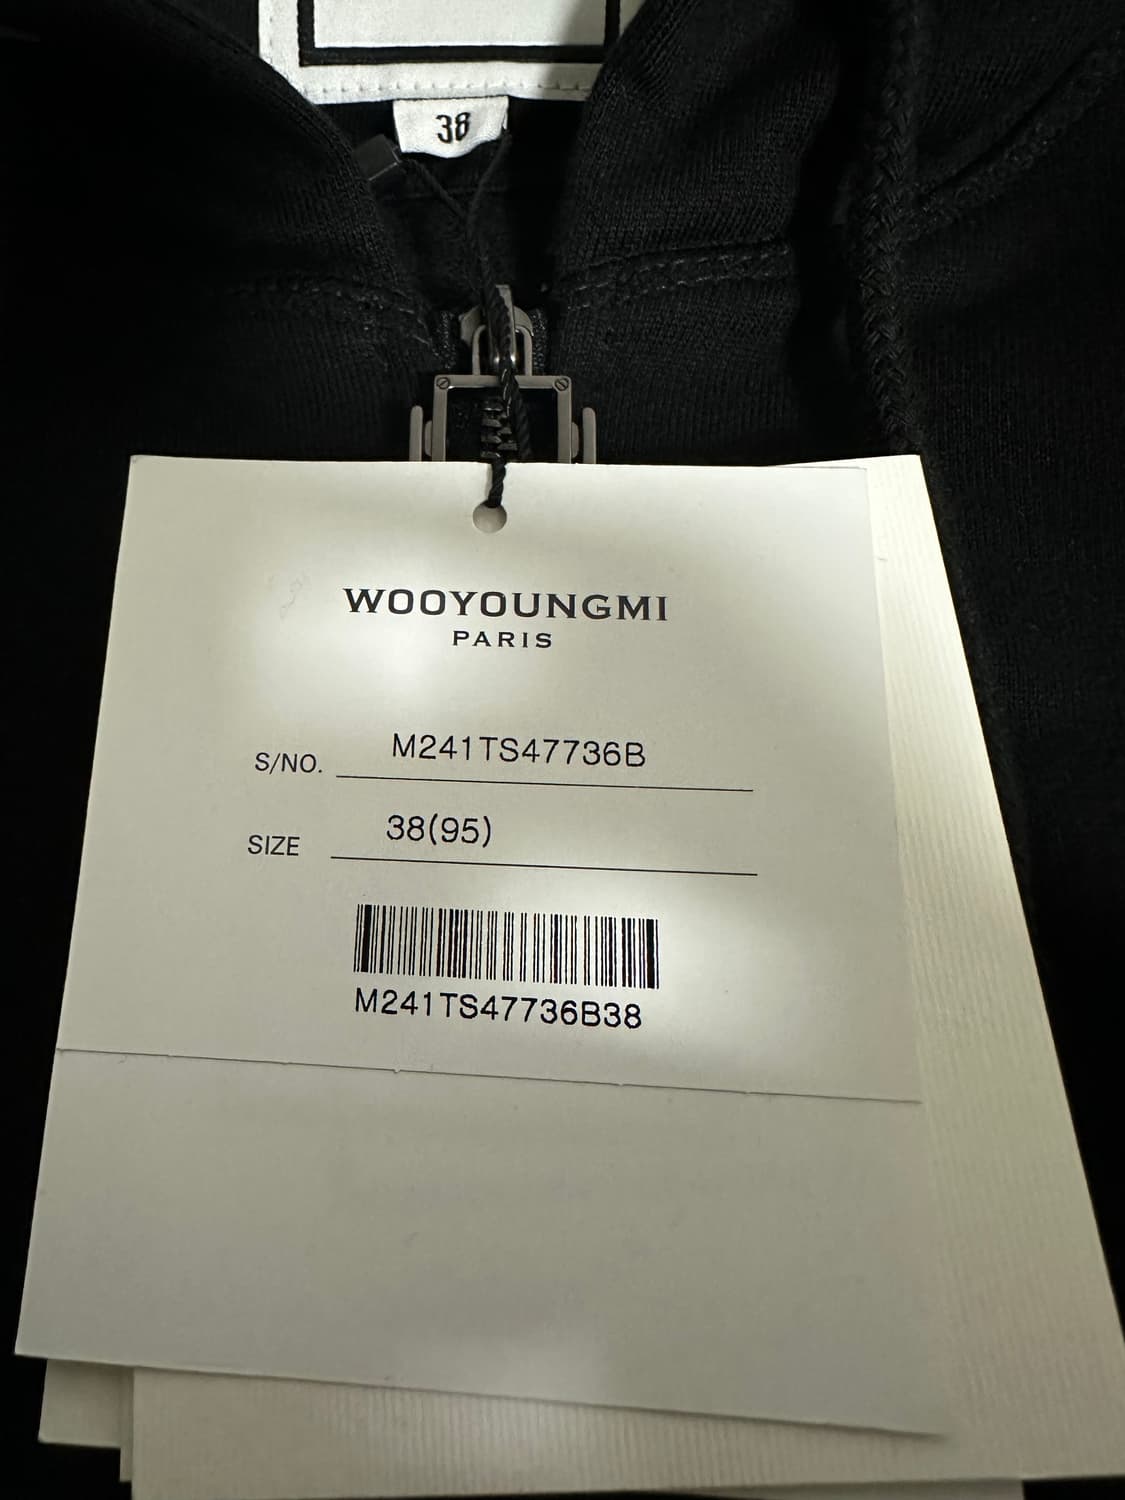 38
WOOYOUNGMI
PARIS
S/NO. M241TS47736B
SIZE 38(95)
M241TS47736B38